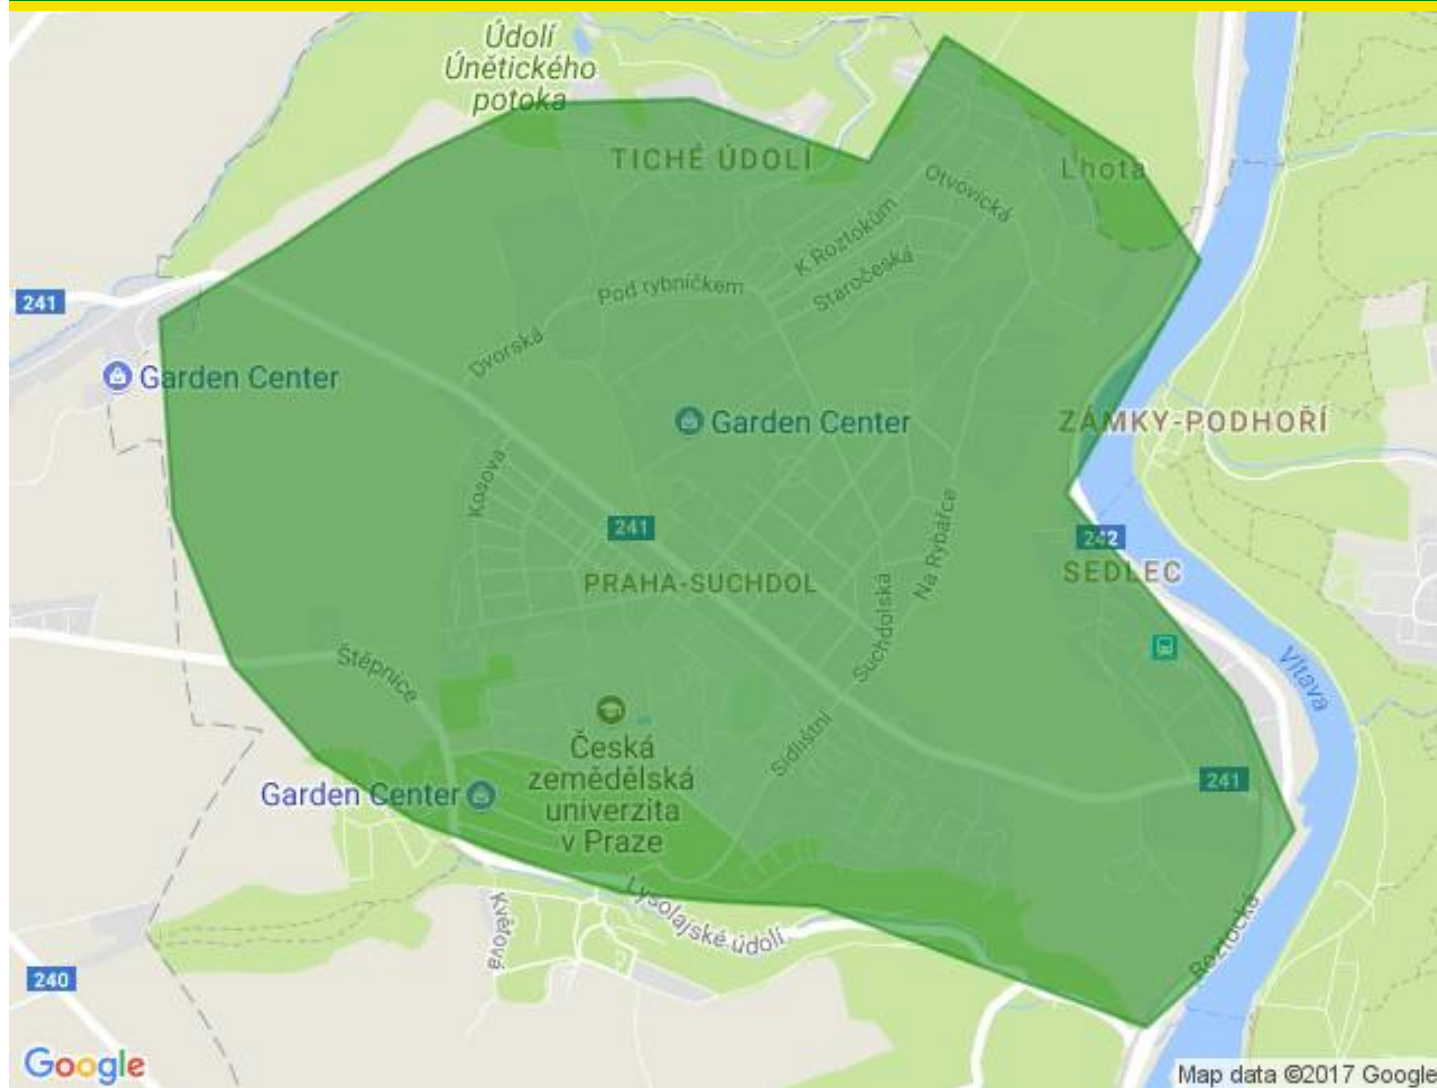 Údolí
Únětického
potoka
TICHÉ ÚDOLÍ
Lhota
Otvovická
K Roztokům
Staročeská
Pod rybníčkem
241
Dvorská
Garden Center
Garden Center
ZÁMKY-PODHOŘÍ
Kosova
241
Na Rybářce
242
SEDLEC
PRAHA-SUCHDOL
Suchdolská
Štěpnice
Vltava
Sídlištní
Česká
zemědělská
univerzita
v Praze
241
Garden Center
Lysolajské údolí
Květová
Roztocká
240
Google
Map data ©2017 Google